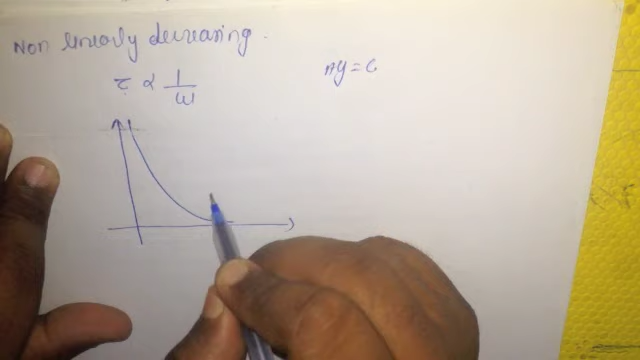 Non linearly decreasing.
τ ∝ 1/ω
xy = c